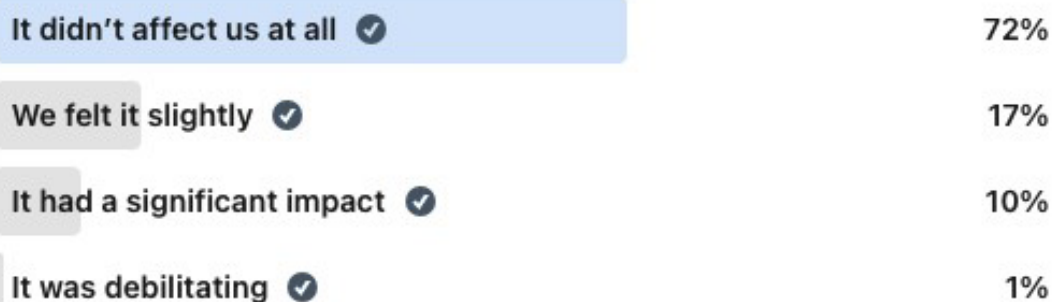 It didn’t affect us at all 72%
We felt it slightly 17%
It had a significant impact 10%
It was debilitating 1%